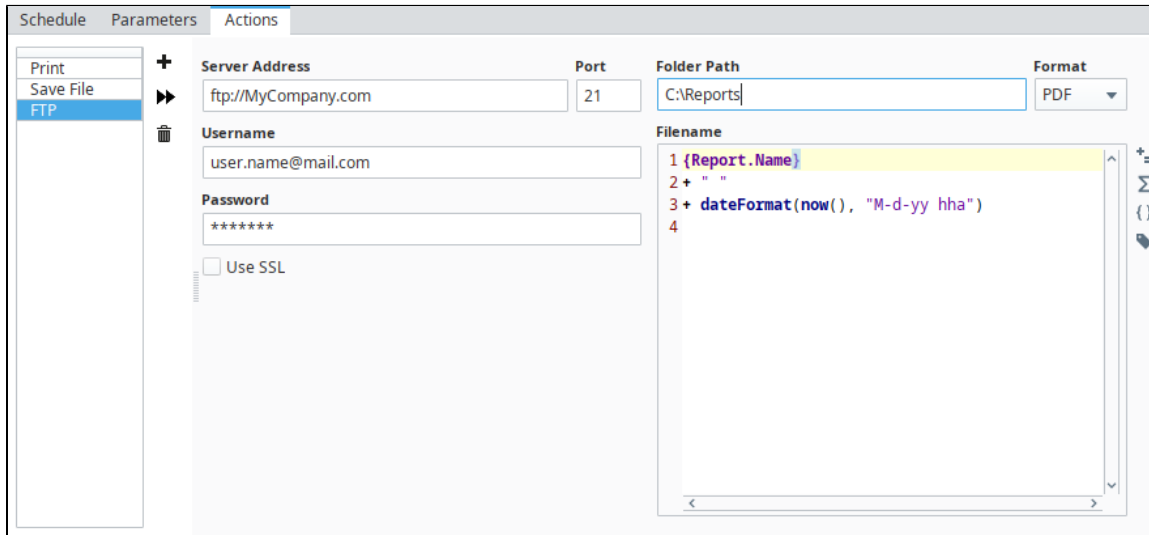 Schedule Parameters Actions
Print
Save File
FTP
Server Address Port
ftp://MyCompany.com 21
Username
user.name@mail.com
Password
*******
Use SSL
Folder Path Format
C:\Reports PDF
Filename
1 {Report.Name}
2 + " "
3 + dateFormat(now(), "M-d-yy hha")
4